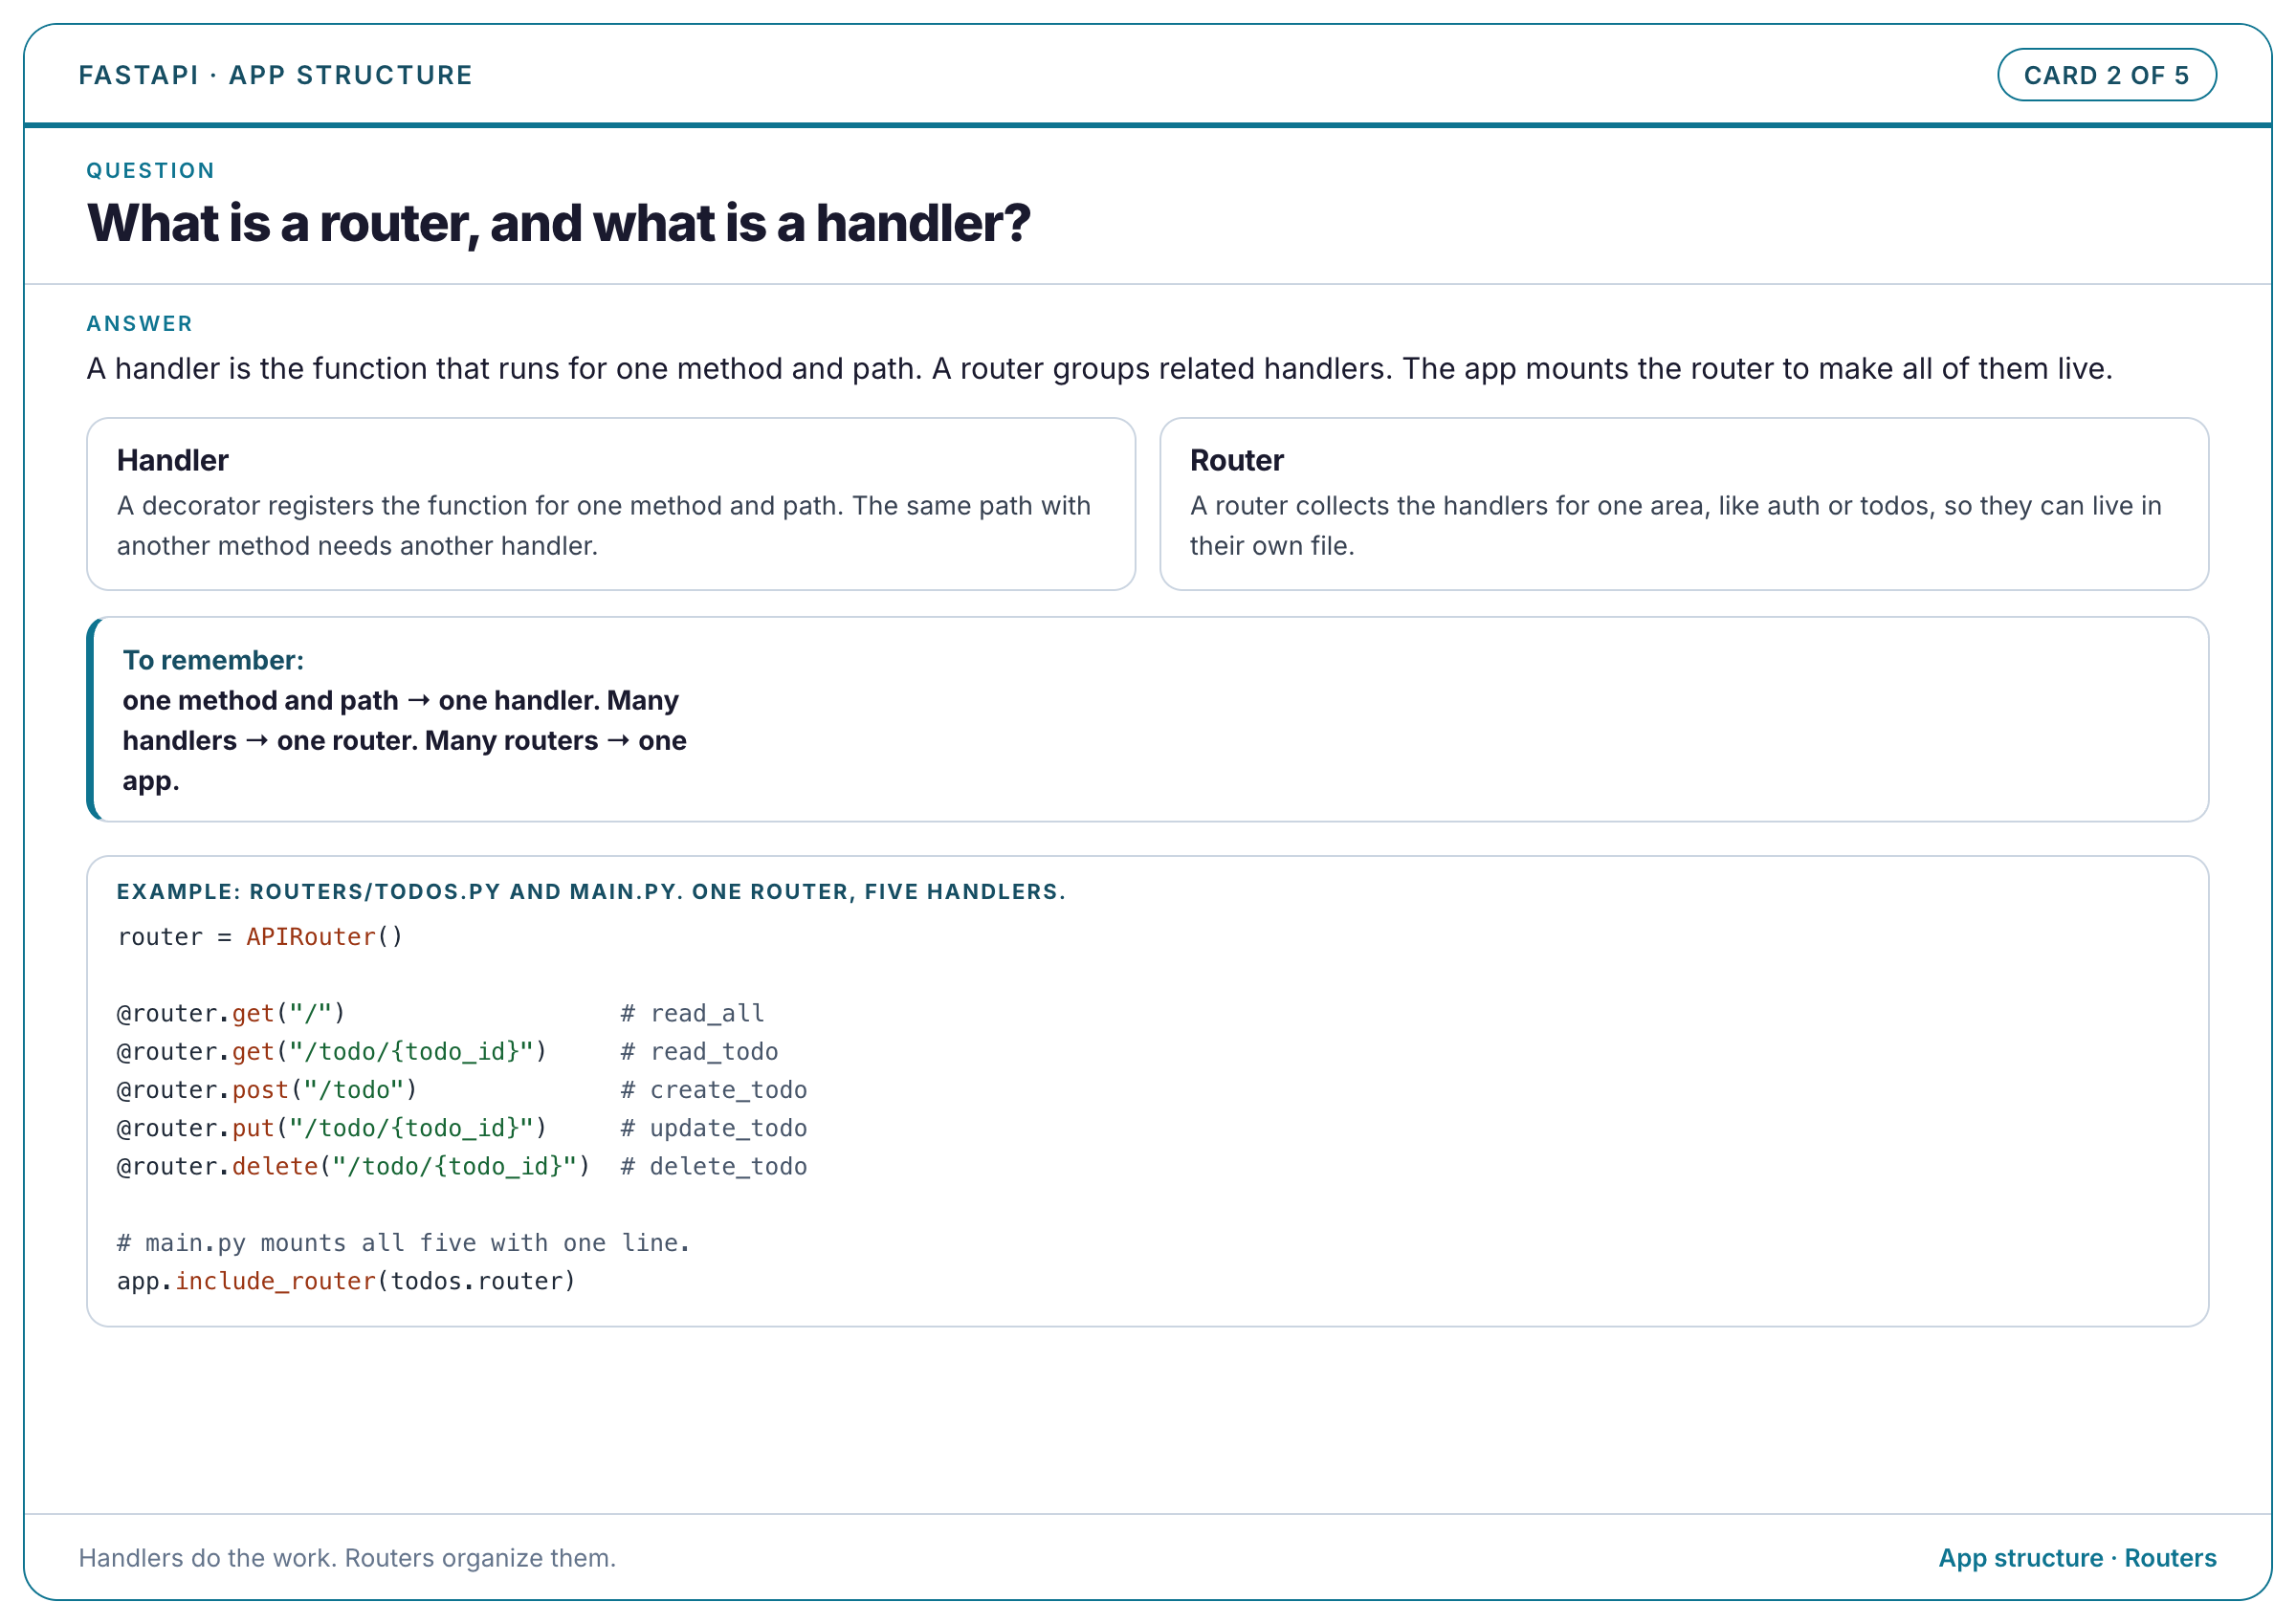 FASTAPI · APP STRUCTURE
CARD 2 OF 5
QUESTION
What is a router, and what is a handler?
ANSWER
A handler is the function that runs for one method and path. A router groups related handlers. The app mounts the router to make all of them live.
Handler
A decorator registers the function for one method and path. The same path with
another method needs another handler.
Router
A router collects the handlers for one area, like auth or todos, so they can live in
their own file.
To remember:
one method and path → one handler. Many
handlers → one router. Many routers → one
app.
EXAMPLE: ROUTERS/TODOS.PY AND MAIN.PY. ONE ROUTER, FIVE HANDLERS.
router = APIRouter()
@router.get("/")                   # read_all
@router.get("/todo/{todo_id}")     # read_todo
@router.post("/todo")              # create_todo
@router.put("/todo/{todo_id}")     # update_todo
@router.delete("/todo/{todo_id}")  # delete_todo
# main.py mounts all five with one line.
app.include_router(todos.router)
Handlers do the work. Routers organize them.
App structure · Routers